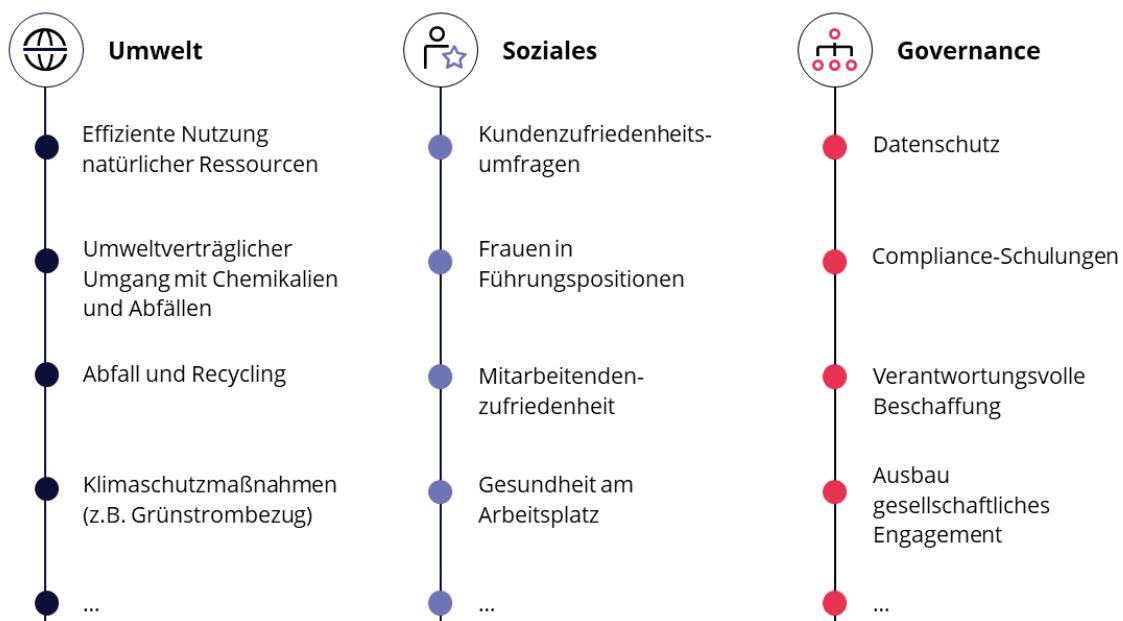 Umwelt
Effiziente Nutzung
natürlicher Ressourcen
Umweltverträglicher
Umgang mit Chemikalien
und Abfällen
Abfall und Recycling
Klimaschutzmaßnahmen
(z.B. Grünstrombezug)
...
Soziales
Kundenzufriedenheits-
umfragen
Frauen in
Führungspositionen
Mitarbeitenden-
zufriedenheit
Gesundheit am
Arbeitsplatz
...
Governance
Datenschutz
Compliance-Schulungen
Verantwortungsvolle
Beschaffung
Ausbau
gesellschaftliches
Engagement
...